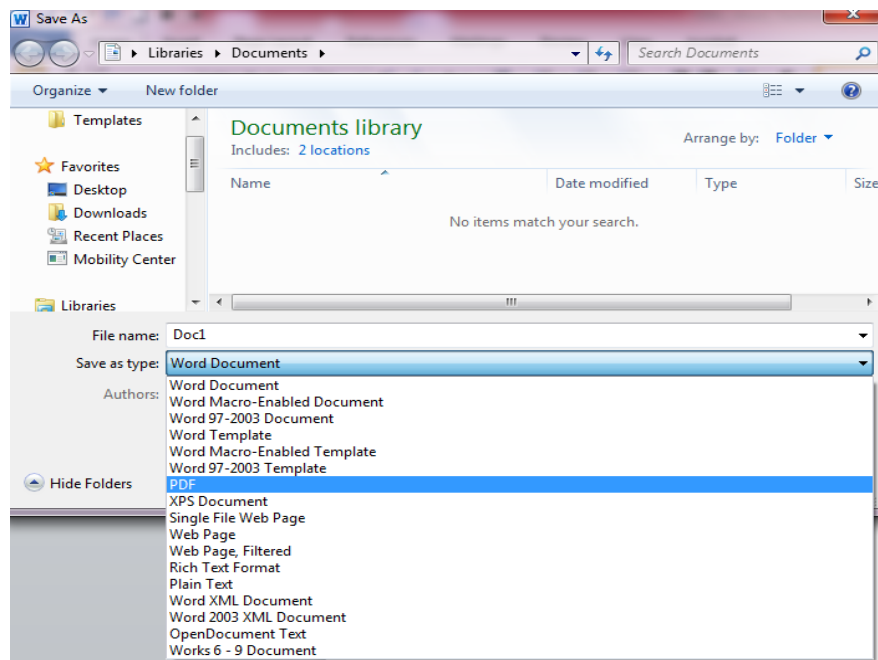 W Save As
Libraries Documents Search Documents
Organize New folder
Templates
Documents library
Includes: 2 locations
Arrange by: Folder
Favorites
Desktop
Downloads
Recent Places
Mobility Center
Libraries
Name Date modified Type Size
No items match your search.
File name: Doc1
Save as type: Word Document
Authors:
Word Document
Word Macro-Enabled Document
Word 97-2003 Document
Word Template
Word Macro-Enabled Template
Word 97-2003 Template
Hide Folders
PDF
XPS Document
Single File Web Page
Web Page
Web Page, Filtered
Rich Text Format
Plain Text
Word XML Document
Word 2003 XML Document
OpenDocument Text
Works 6 - 9 Document